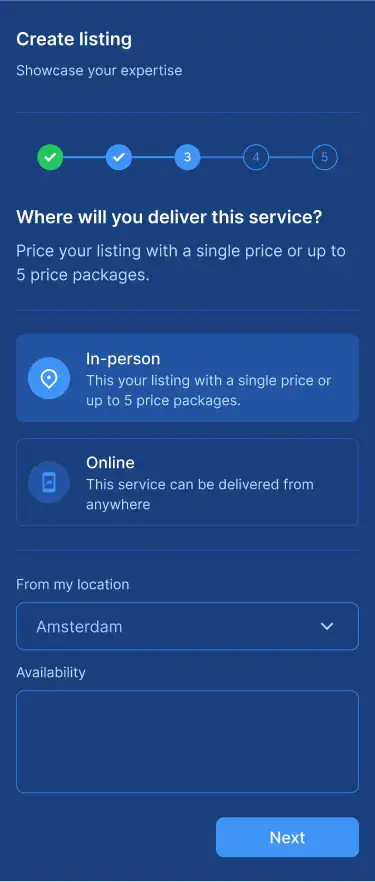 Create listing
Showcase your expertise
3
4
5
Where will you deliver this service?
Price your listing with a single price or up to
5 price packages.
In-person
This your listing with a single price or
up to 5 price packages.
Online
This service can be delivered from
anywhere
From my location
Amsterdam
Availability
Next